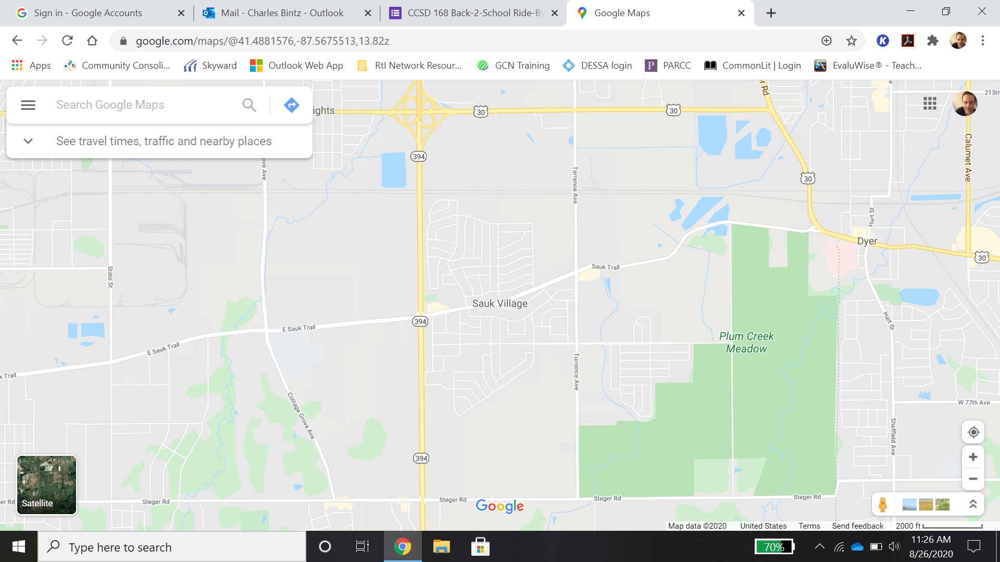 Sign in - Google Accounts
Mail - Charles Bintz - Outlook
CCSD 168 Back-2-School Ride-By
Google Maps
google.com/maps/@41.4881576,-87.5675513,13.82z
Apps
Community Consoli...
Skyward
Outlook Web App
RtI Network Resour...
GCN Training
DESSA login
PARCC
CommonLit | Login
EvaluWise® - Teach...
Search Google Maps
ights
See travel times, traffic and nearby places
30
30
r Rd
213th
394
ove Ave
Torrence Ave
30
Calumet Ave
Hart St
Dyer
30
State St
Sauk Trail
Sauk Village
394
E Sauk Trail
E Sauk Trail
k Trail
Plum Creek
Meadow
Hart St
Torrence Ave
Cottage Grove Ave
W 77th Ave
Sheffield Ave
394
Satellite
er Rd
Steger Rd
Steger Rd
Google
Steger Rd
Steger Rd
Map data ©2020
United States
Terms
Send feedback
2000 ft
Type here to search
70%
11:26 AM
8/26/2020